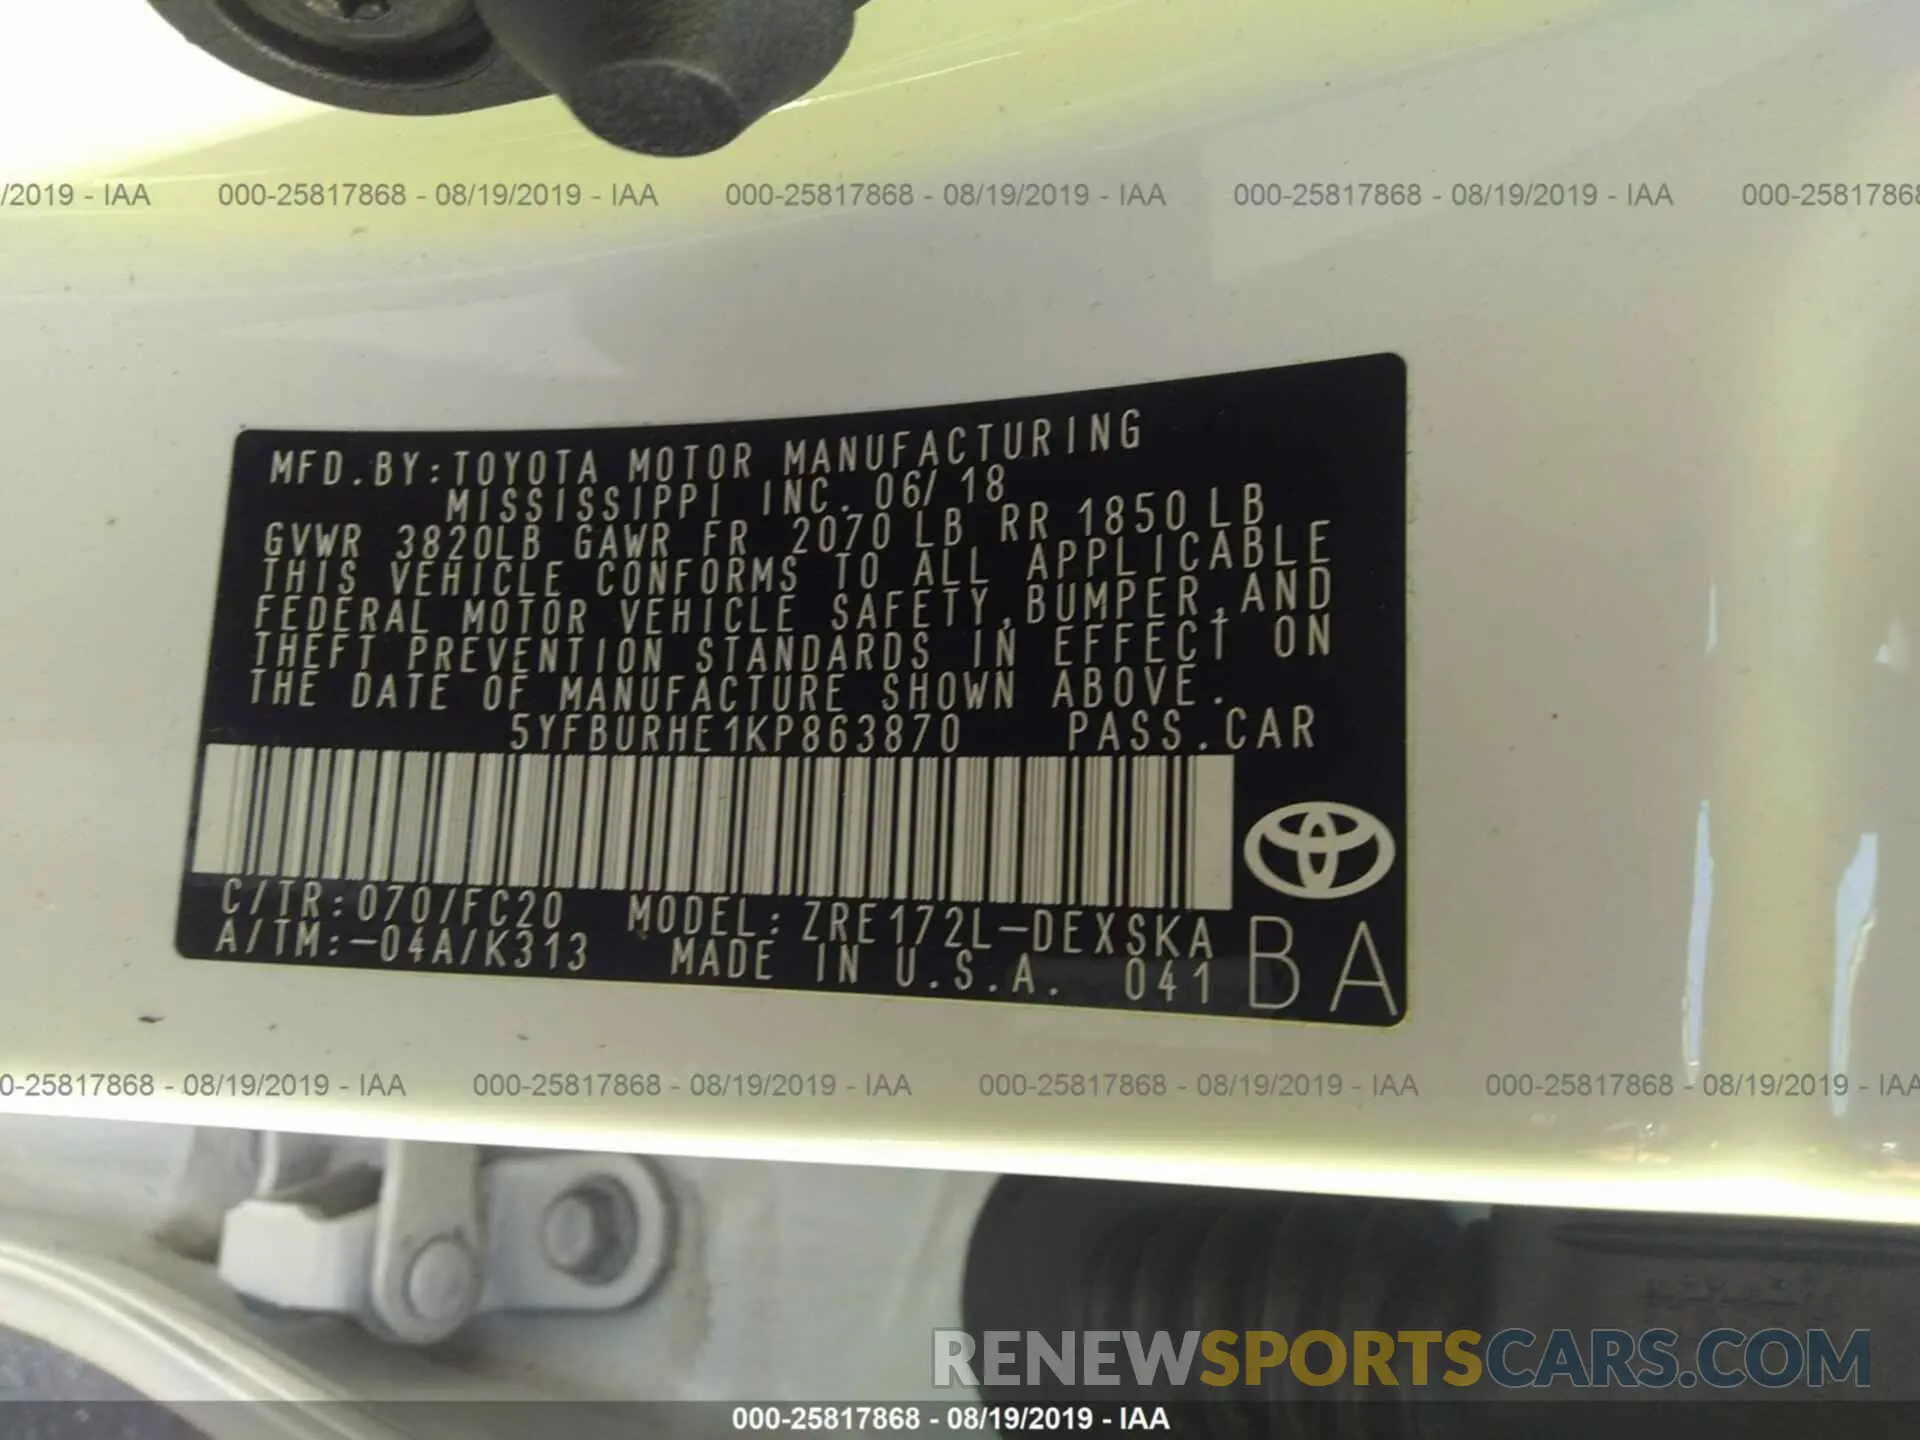 /2019 - IAA 000-25817868 - 08/19/2019 - IAA 000-25817868 - 08/19/2019 - IAA 000-25817868 - 08/19/2019 - IAA 000-25817868
MFD.BY:TOYOTA MOTOR MANUFACTURING
MISSISSIPPI INC. 06/18
GVWR 3820LB GAWR FR 2070 LB RR 1850LB
THIS VEHICLE CONFORMS TO ALL APPLICABLE
FEDERAL MOTOR VEHICLE SAFETY,BUMPER,AND
THEFT PREVENTION STANDARDS IN EFFECT ON
THE DATE OF MANUFACTURE SHOWN ABOVE.
5YFBURHE1KP863870 PASS.CAR
C/TR:070/FC20 MODEL:ZRE172L-DEXSKA
A/TM:-04A/K313 MADE IN U.S.A. 041
BA
0-25817868 - 08/19/2019 - IAA 000-25817868 - 08/19/2019 - IAA 000-25817868 - 08/19/2019 - IAA 000-25817868 - 08/19/2019 - IAA
RENEWSPORTSCARS.COM
000-25817868 - 08/19/2019 - IAA